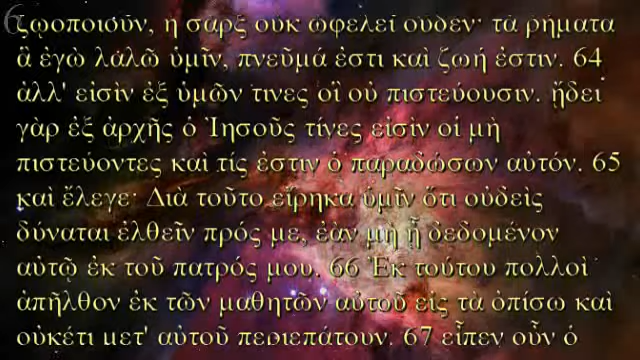 6
ζῳοποιοῦν, ἡ σὰρξ οὐκ ὠφελεῖ οὐδέν· τὰ ῥήματα
ἃ ἐγὼ λαλῶ ὑμῖν, πνεῦμά ἐστι καὶ ζωή ἐστιν. 64
ἀλλ' εἰσὶν ἐξ ὑμῶν τινες οἳ οὐ πιστεύουσιν. ᾔδει
γὰρ ἐξ ἀρχῆς ὁ Ἰησοῦς τίνες εἰσὶν οἱ μὴ
πιστεύοντες καὶ τίς ἐστιν ὁ παραδώσων αὐτόν. 65
καὶ ἔλεγε· Διὰ τοῦτο εἴρηκα ὑμῖν ὅτι οὐδεὶς
δύναται ἐλθεῖν πρός με, ἐὰν μὴ ᾖ δεδομένον
αὐτῷ ἐκ τοῦ πατρός μου. 66 Ἐκ τούτου πολλοὶ
ἀπῆλθον ἐκ τῶν μαθητῶν αὐτοῦ εἰς τὰ ὀπίσω καὶ
οὐκέτι μετ' αὐτοῦ περιεπάτουν. 67 εἶπεν οὖν ὁ